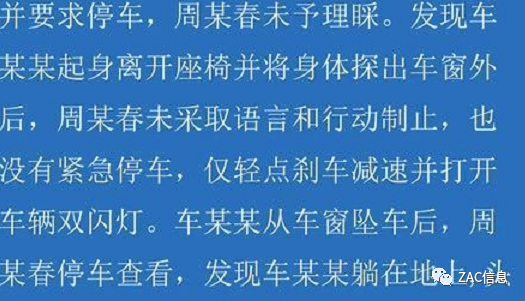 并要求停车，周某春未予理睬。发现车
某某起身离开座椅并将身体探出车窗外
后，周某春未采取语言和行动制止，也
没有紧急停车，仅轻点刹车减速并打开
车辆双闪灯。车某某从车窗坠车后，周
某春停车查看，发现车某某躺在地上
ZAC信息